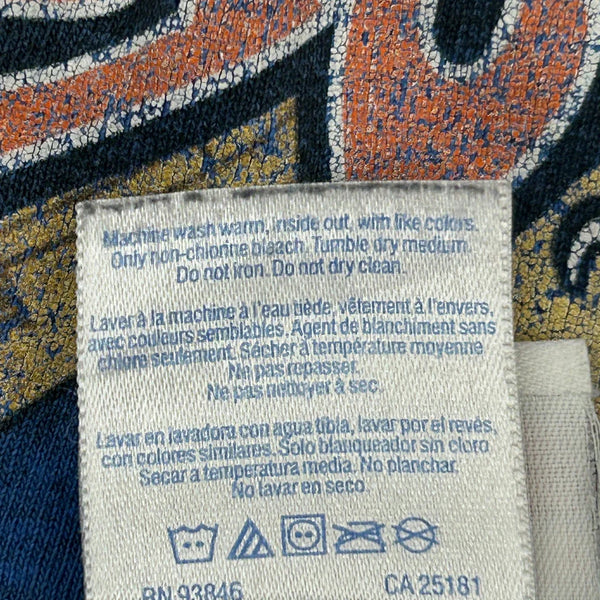 Machine wash warm, inside out, with like colors.
Only non-chlorine bleach. Tumble dry medium.
Do not iron. Do not dry clean.
Laver à la machine à l'eau tiède, vêtement à l'envers,
avec couleurs semblables. Agent de blanchiment sans
chlore seulement. Sécher à température moyenne
Ne pas repasser.
Ne pas nettoyer à sec.
Lavar en lavadora con agua tibia, lavar por el revés,
con colores similares. Solo blanqueador sin cloro
Secar a temperatura media. No planchar.
No lavar en seco.
RN 93846 CA 25181